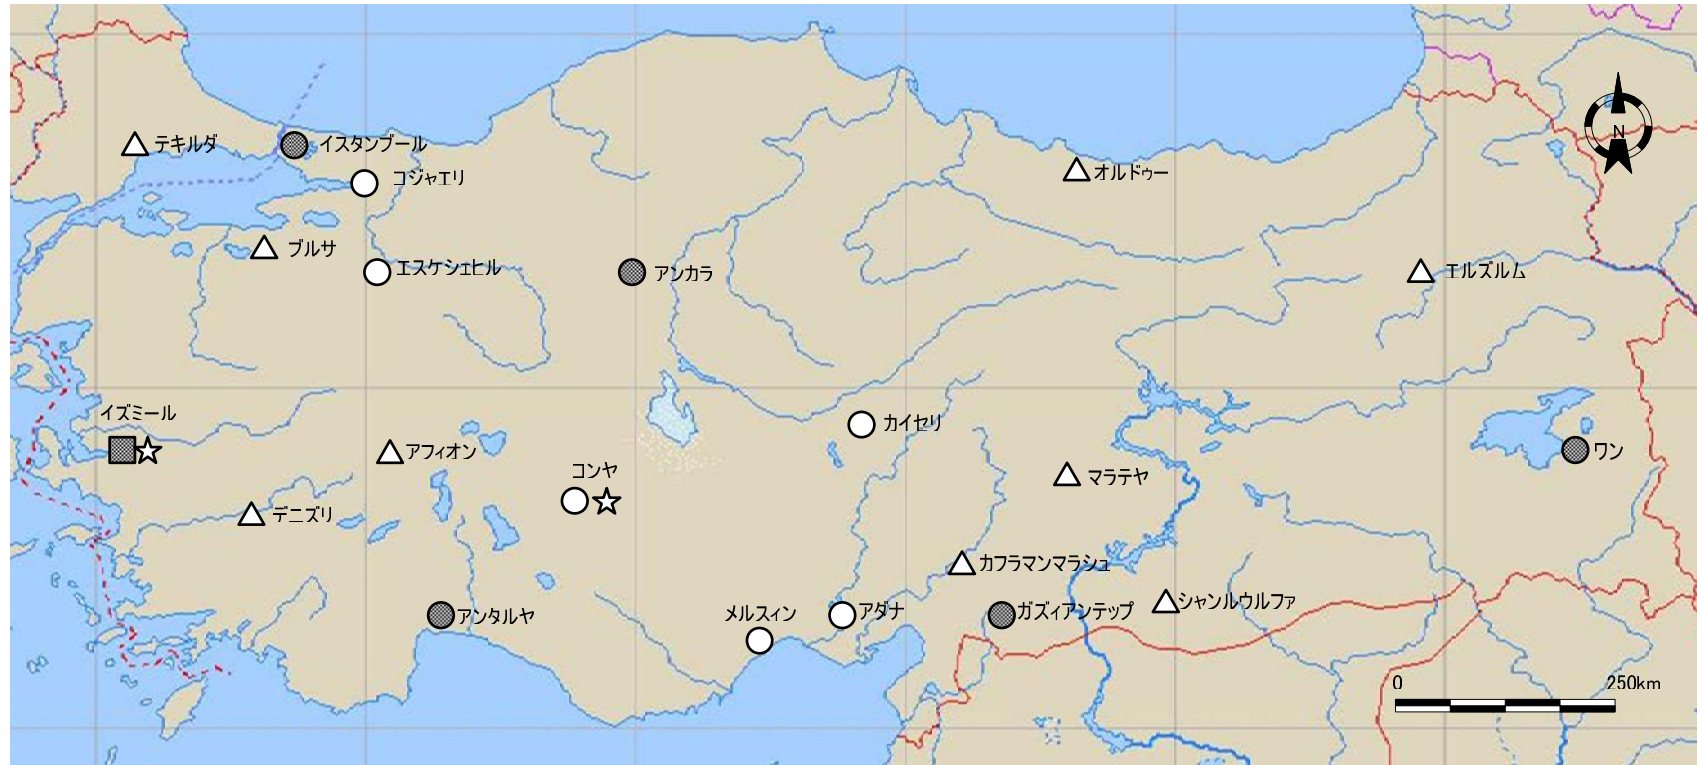 テキルダ
イスタンブール
コジャエリ
オルドゥー
N
ブルサ
エスケシェヒル
アンカラ
エルズルム
イズミール
カイセリ
アフィオン
コンヤ
マラテヤ
ワン
デニズリ
カフラマンマラシュ
アンタルヤ
メルスィン
アダナ
ガズィアンテップ
シャンルウルファ
0 250km